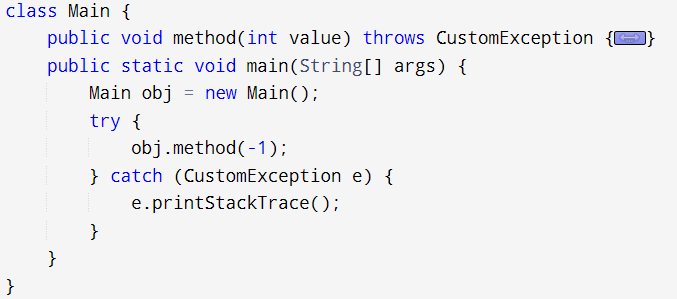 class Main {
    public void method(int value) throws CustomException {↔}
    public static void main(String[] args) {
        Main obj = new Main();
        try {
            obj.method(-1);
        } catch (CustomException e) {
            e.printStackTrace();
        }
    }
}